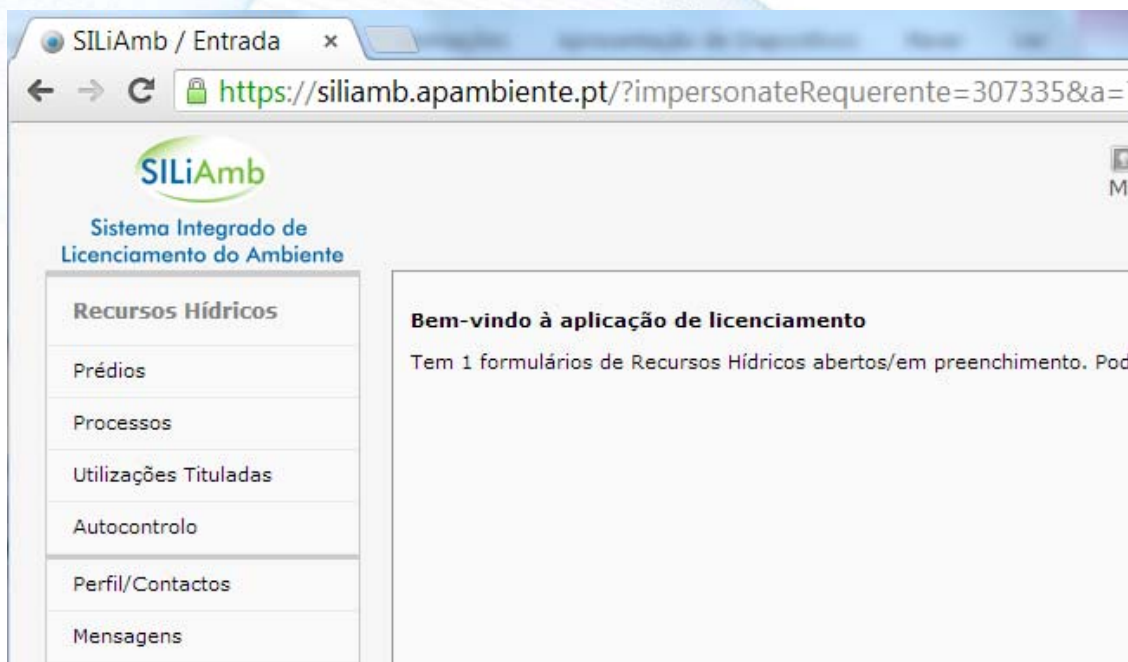 SILiAmb / Entrada
https://siliamb.apambiente.pt/?impersonateRequerente=307335&a=
SILiAmb
Sistema Integrado de
Licenciamento do Ambiente
M
Recursos Hídricos
Prédios
Processos
Utilizações Tituladas
Autocontrolo
Perfil/Contactos
Mensagens
Bem-vindo à aplicação de licenciamento
Tem 1 formulários de Recursos Hídricos abertos/em preenchimento. Pod